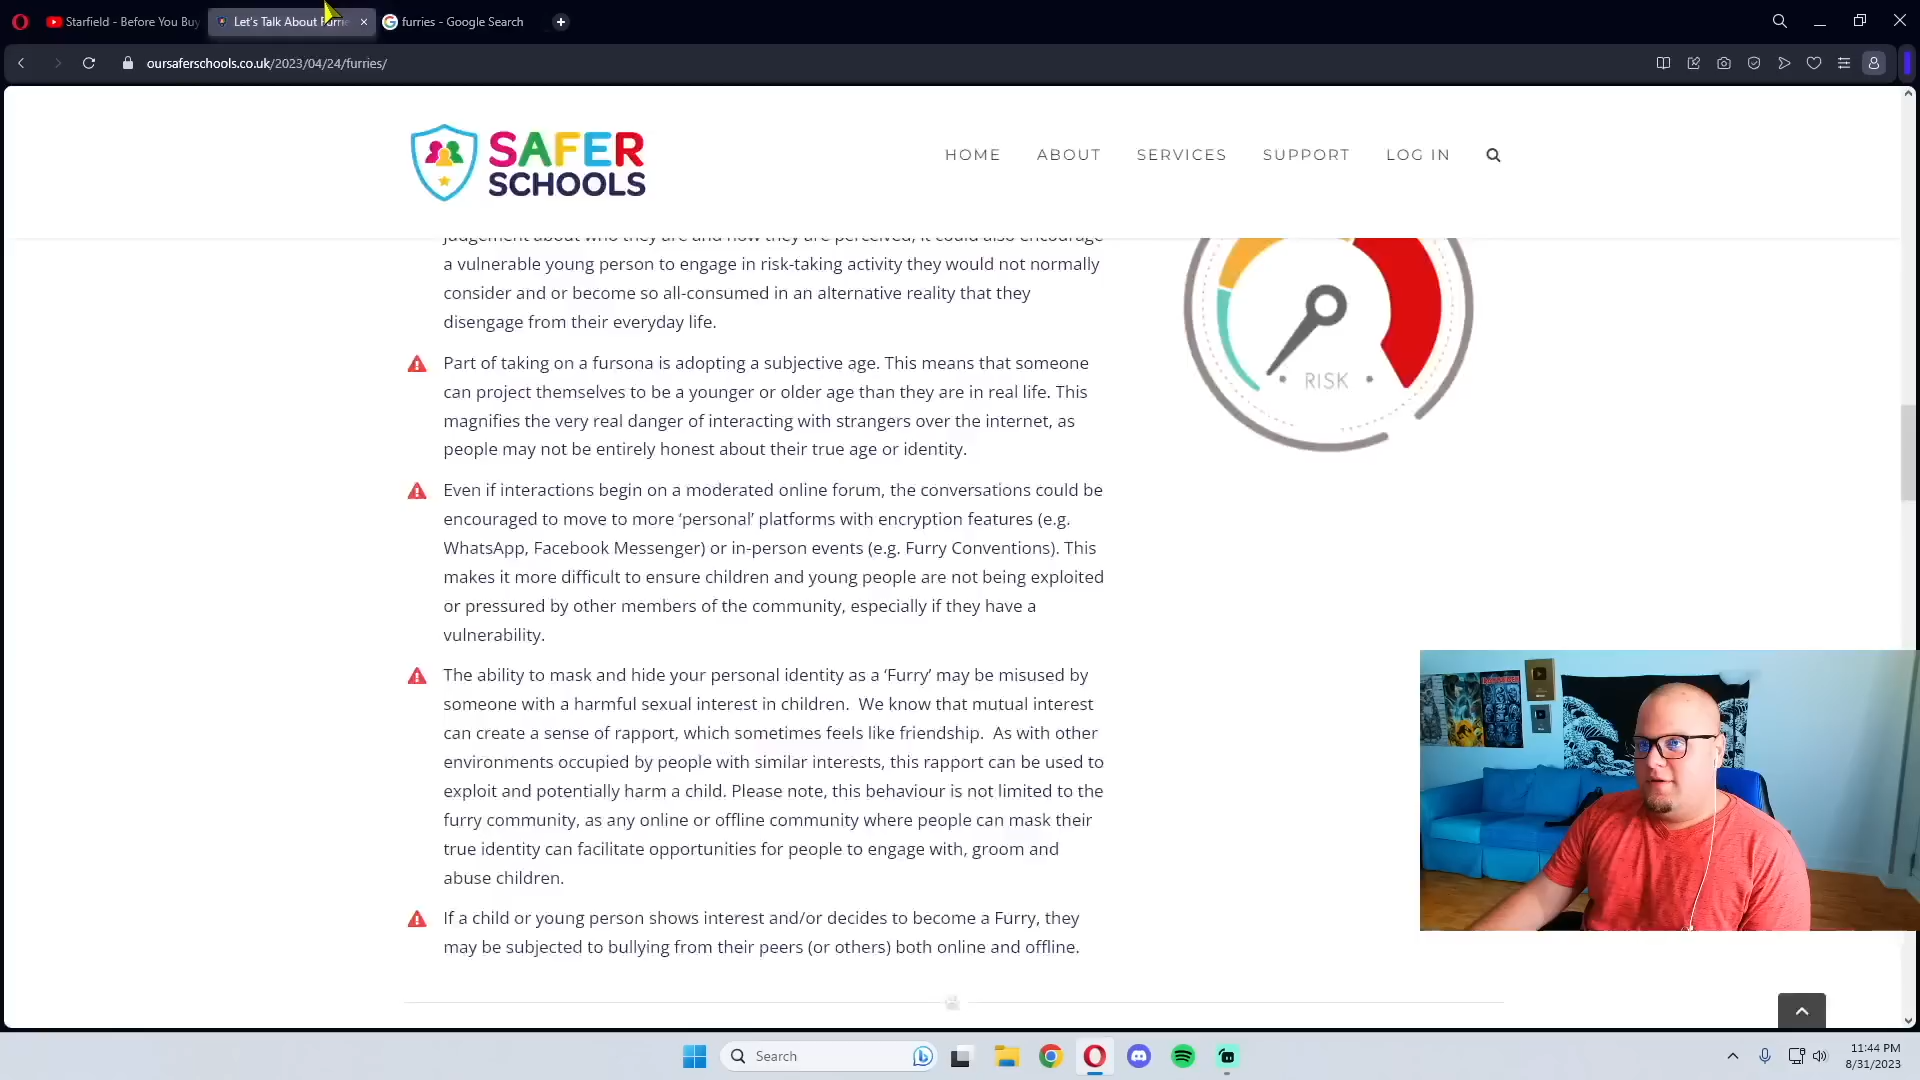 Starfield - Before You Buy
Let's Talk About Furries
furries - Google Search
oursaferschools.co.uk/2023/04/24/furries/
SAFER
SCHOOLS
HOME
ABOUT
SERVICES
SUPPORT
LOG IN
judgement about who they are and how they are perceived, it could also encourage
a vulnerable young person to engage in risk-taking activity they would not normally
consider and or become so all-consumed in an alternative reality that they
disengage from their everyday life.
RISK
Part of taking on a fursona is adopting a subjective age. This means that someone
can project themselves to be a younger or older age than they are in real life. This
magnifies the very real danger of interacting with strangers over the internet, as
people may not be entirely honest about their true age or identity.
Even if interactions begin on a moderated online forum, the conversations could be
encouraged to move to more ‘personal’ platforms with encryption features (e.g.
WhatsApp, Facebook Messenger) or in-person events (e.g. Furry Conventions). This
makes it more difficult to ensure children and young people are not being exploited
or pressured by other members of the community, especially if they have a
vulnerability.
The ability to mask and hide your personal identity as a ‘Furry’ may be misused by
someone with a harmful sexual interest in children.  We know that mutual interest
can create a sense of rapport, which sometimes feels like friendship.  As with other
environments occupied by people with similar interests, this rapport can be used to
exploit and potentially harm a child. Please note, this behaviour is not limited to the
furry community, as any online or offline community where people can mask their
true identity can facilitate opportunities for people to engage with, groom and
abuse children.
If a child or young person shows interest and/or decides to become a Furry, they
may be subjected to bullying from their peers (or others) both online and offline.
Search
11:44 PM
8/31/2023